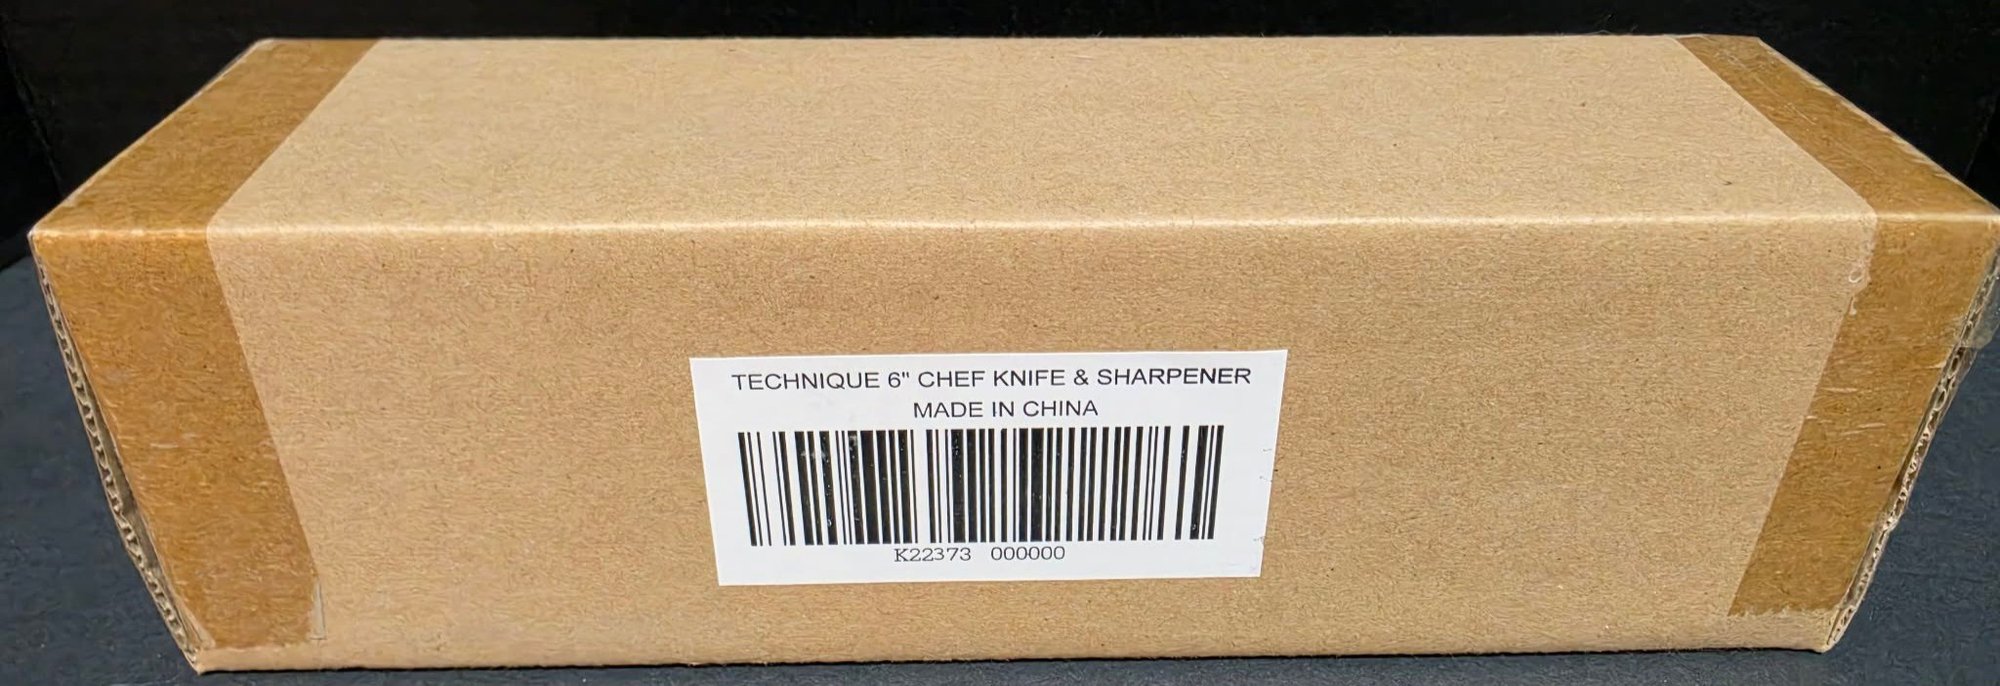 TECHNIQUE 6" CHEF KNIFE & SHARPENER
MADE IN CHINA
K22373 000000